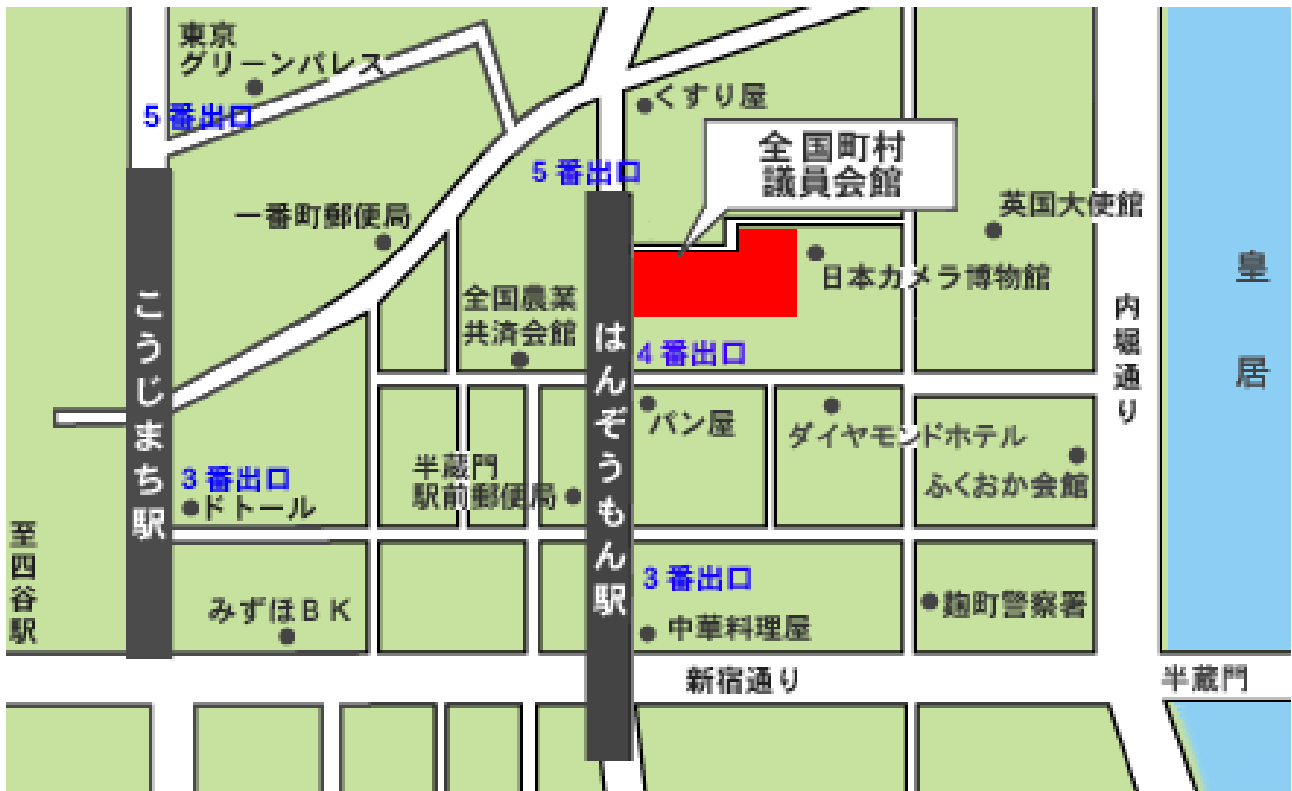 東京
グリーンパレス
5番出口
くすり屋
全国町村
議員会館
5番出口
一番町郵便局
英国大使館
日本カメラ博物館
皇居
内堀通り
全国農業
共済会館
こうじまち駅
はんぞうもん駅
4番出口
パン屋
ダイヤモンドホテル
半蔵門
駅前郵便局
3番出口
ドトール
ふくおか会館
至四谷駅
3番出口
麹町警察署
みずほBK
中華料理屋
新宿通り
半蔵門